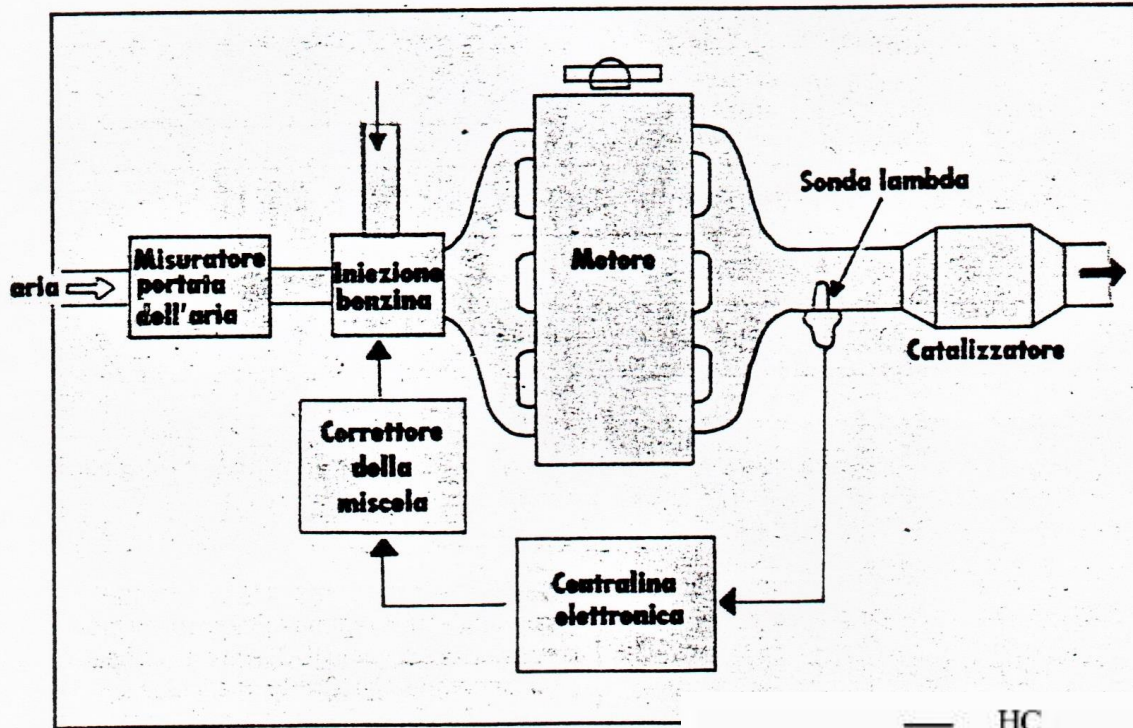 Sonda lambda
Misuratore
portata
dell'aria
aria
Iniezione
benzina
Motore
Catalizzatore
Correttore
della
miscela
Centralina
elettronica
HC